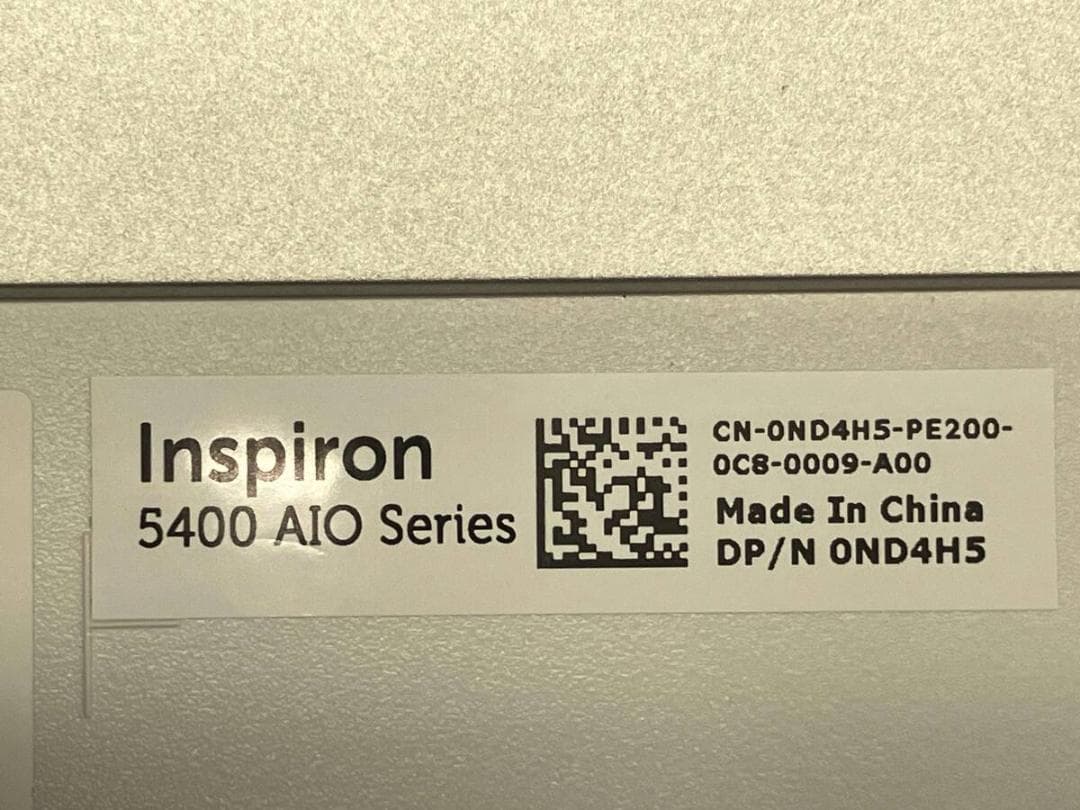 Inspiron
5400 AIO Series
CN-0ND4H5-PE200-
0C8-0009-A00
Made In China
DP/N 0ND4H5